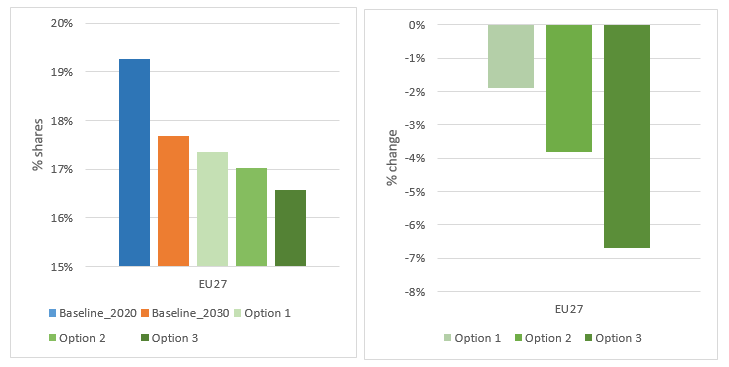 20%
19%
18%
17%
16%
15%
% shares
EU27
Baseline_2020 Baseline_2030 Option 1
Option 2 Option 3
0%
-1%
-2%
-3%
-4%
-5%
-6%
-7%
-8%
% change
EU27
Option 1 Option 2 Option 3